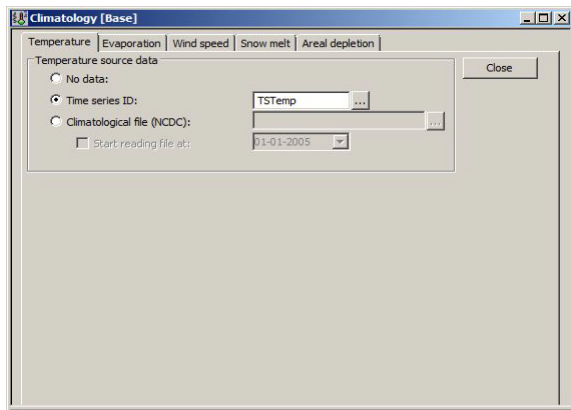 Climatology [Base]
Temperature Evaporation Wind speed Snow melt Areal depletion
Temperature source data
Close
No data:
Time series ID: TSTemp ...
Climatological file (NCDC): ...
Start reading file at: 01-01-2005